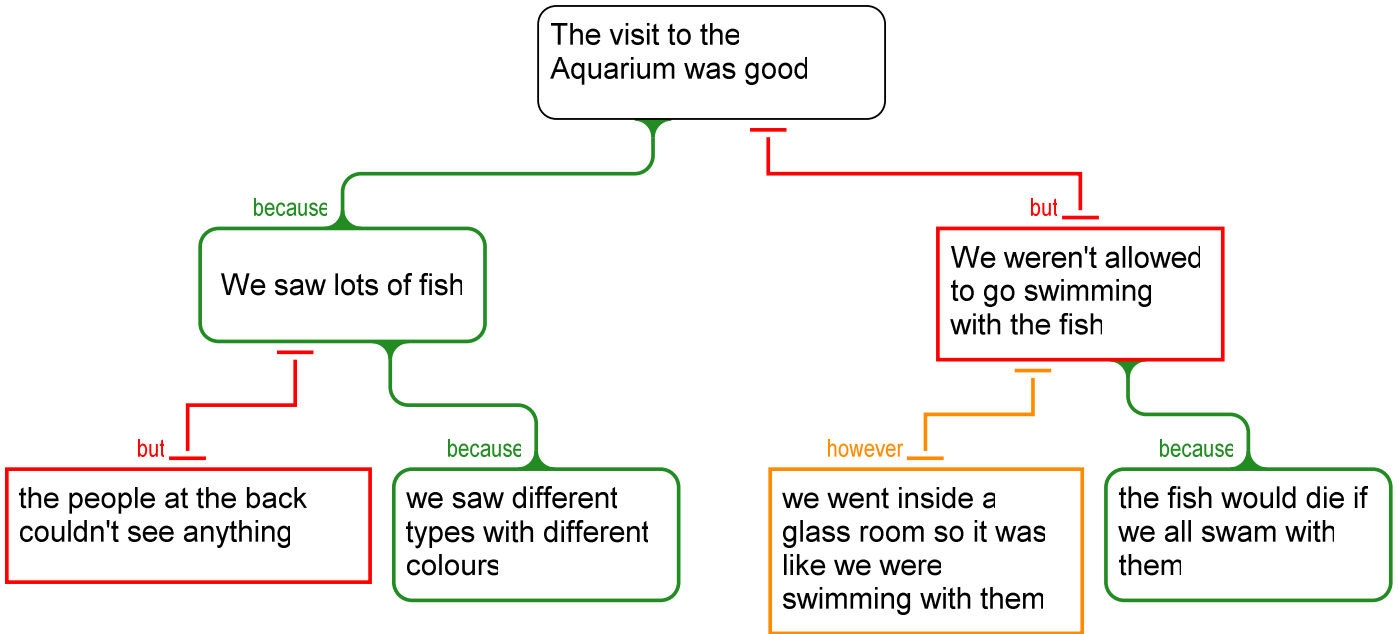 The visit to the
Aquarium was good
because
We saw lots of fish
but
We weren't allowed
to go swimming
with the fish
but
the people at the back
couldn't see anything
because
we saw different
types with different
colours
however
we went inside a
glass room so it was
like we were
swimming with them
because
the fish would die if
we all swam with
them